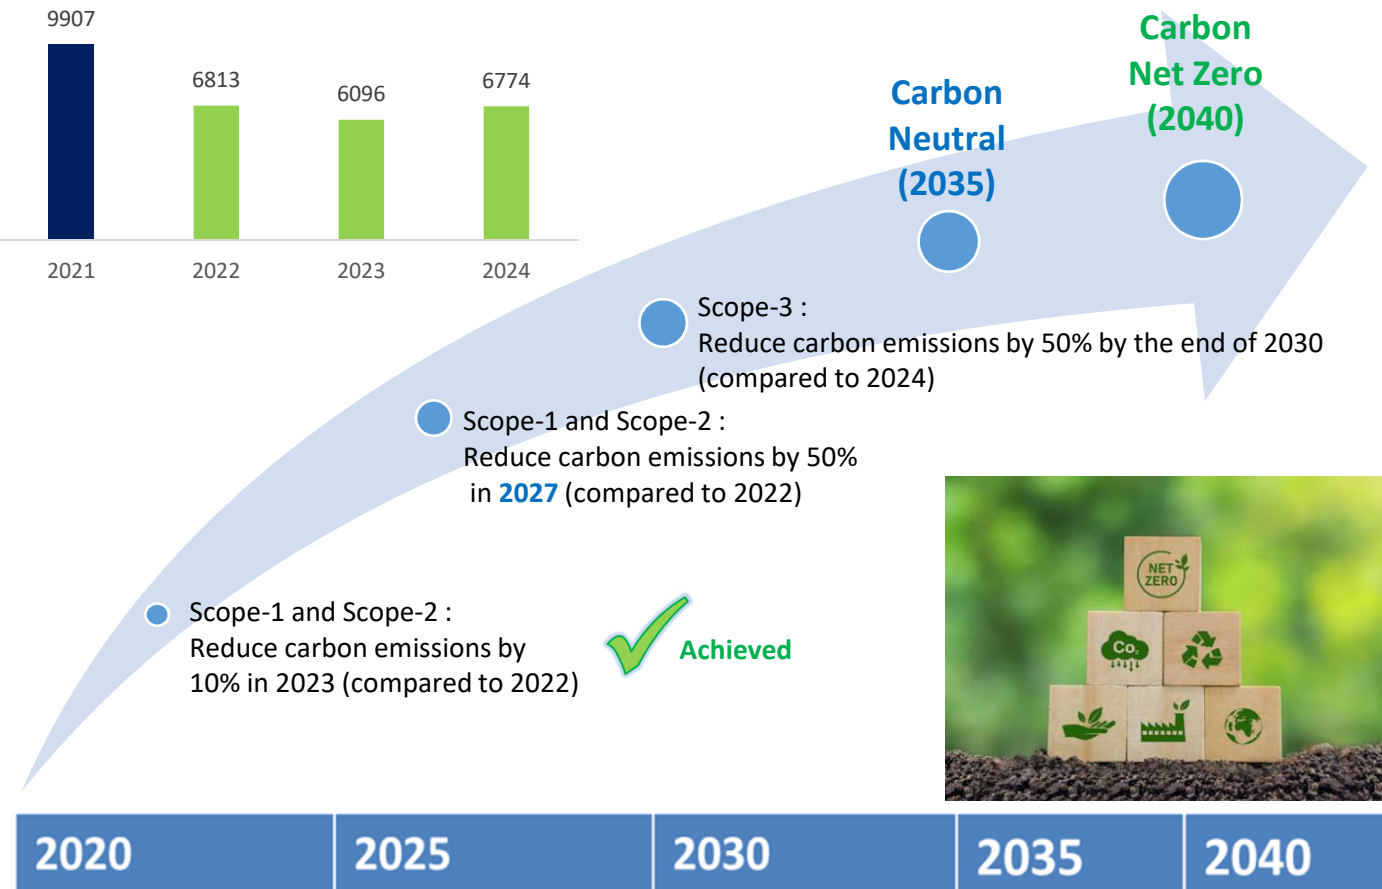 9907
6813
6096
6774
2021
2022
2023
2024
Carbon
Neutral
(2035)
Carbon
Net Zero
(2040)
Scope-3 :
Reduce carbon emissions by 50% by the end of 2030
(compared to 2024)
Scope-1 and Scope-2 :
Reduce carbon emissions by 50%
in 2027 (compared to 2022)
Scope-1 and Scope-2 :
Reduce carbon emissions by
10% in 2023 (compared to 2022)
Achieved
NET
ZERO
Co₂
2020
2025
2030
2035
2040